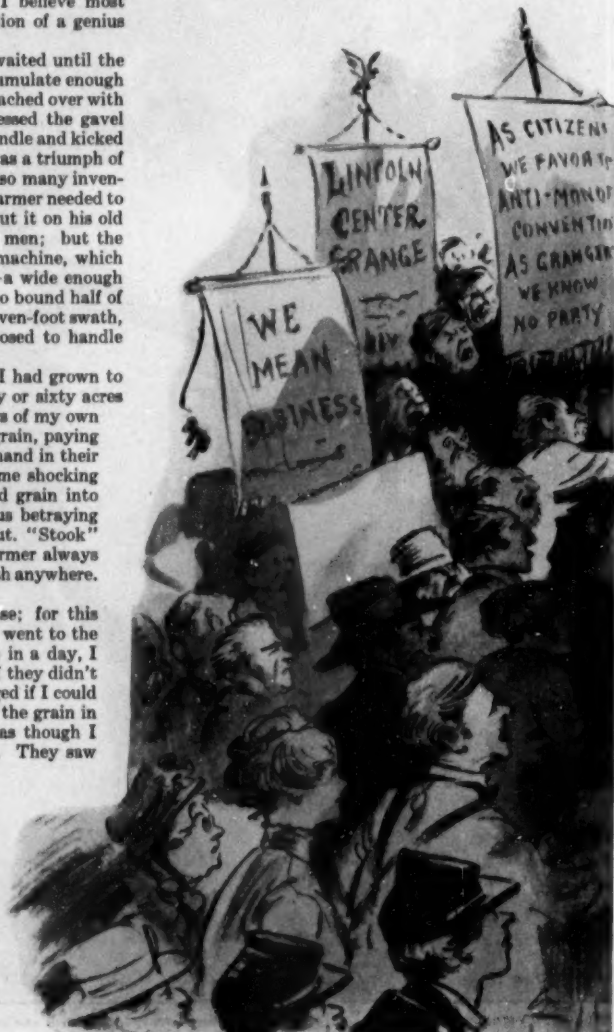 I believe most
tion of a genius
waited until the
umulate enough
ached over with
essed the gavel
ndle and kicked
as a triumph of
so many inven-
armer needed to
ut it on his old
men; but the
machine, which
a wide enough
o bound half of
ven-foot swath,
osed to handle
I had grown to
y or sixty acres
s of my own
rain, paying
hand in their
me shocking
d grain into
us betraying
ut. "Stook"
rmer always
h anywhere.
se; for this
went to the
in a day, I
they didn't
ed if I could
the grain in
as though I
They saw
WE
MEAN
BUSINESS
LINCOLN
CENTER
GRANGE
AS CITIZENS
WE FAVOR
ANTI-MONOP
CONVENTIO
AS GRANGER
WE KNOW
NO PARTY